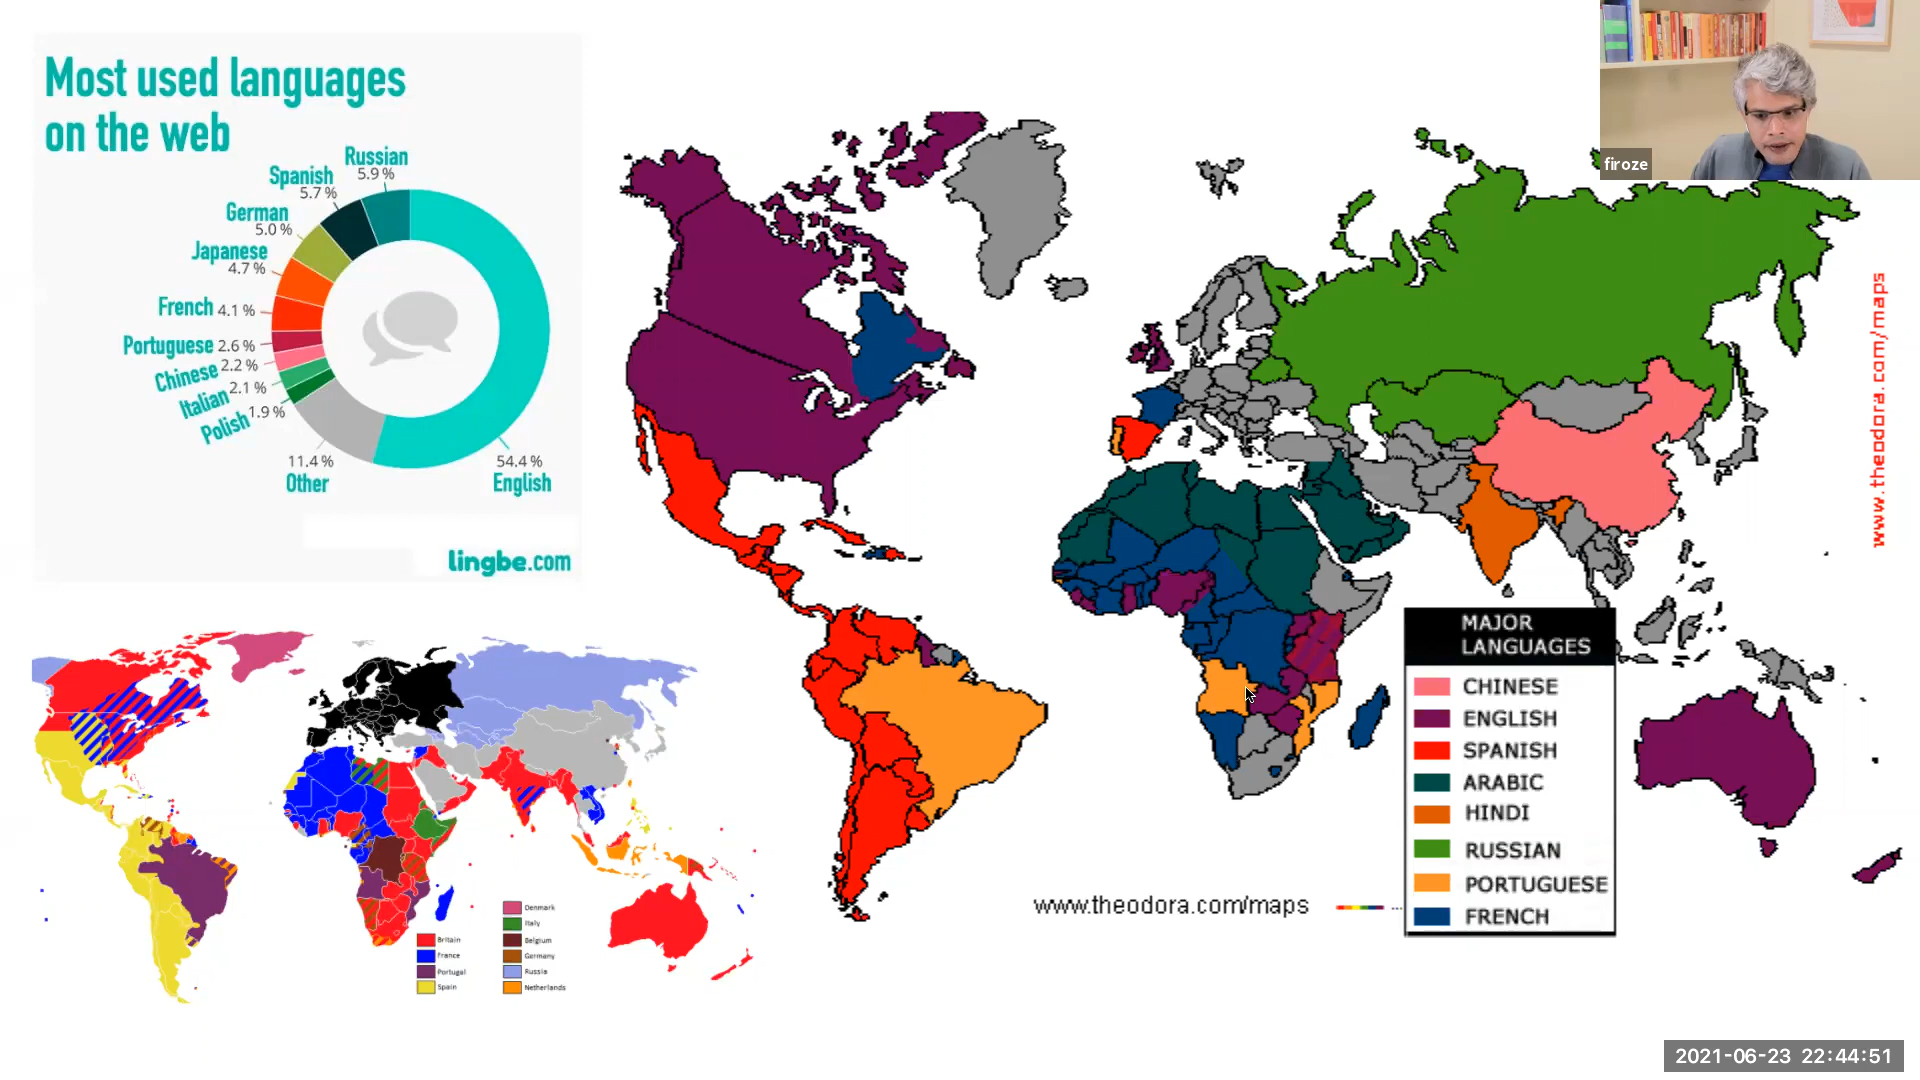 Most used languages
on the web
Russian
5.9 %
Spanish
5.7 %
German
5.0 %
Japanese
4.7 %
French 4.1 %
Portuguese 2.6 %
Chinese 2.2 %
Italian 2.1 %
Polish 1.9 %
11.4 %
Other
54.4 %
English
lingbe.com
firoze
www.theodora.com/maps
MAJOR
LANGUAGES
CHINESE
ENGLISH
SPANISH
ARABIC
HINDI
RUSSIAN
PORTUGUESE
FRENCH
www.theodora.com/maps
Denmark
Italy
Britain
Belgium
France
Germany
Portugal
Russia
Spain
Netherlands
2021-06-23 22:44:51